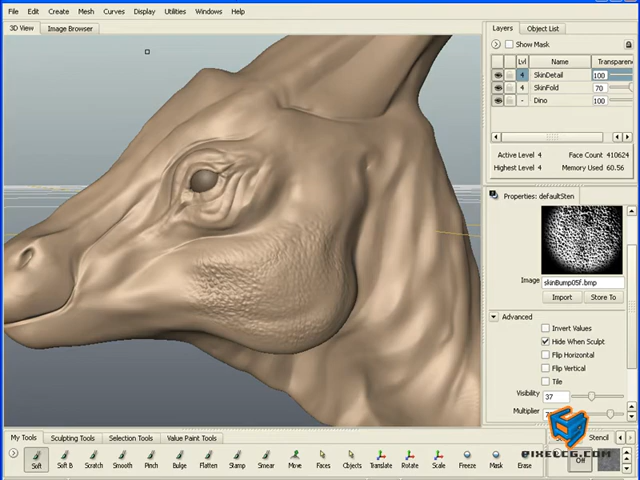 File Edit Create Mesh Curves Display Utilities Windows Help
3D View Image Browser
Layers Object List
Show Mask
Lvl Name Transparen
4 SkinDetail 100
4 SkinFold 70
- Dino 100
Active Level 4 Face Count 410624
Highest Level 4 Memory Used 60.56
Properties: defaultSten
Image skinBump05f.bmp
Import Store To
Advanced
Invert Values
Hide When Sculpt
Flip Horizontal
Flip Vertical
Tile
Visibility 37
Multiplier
My Tools Sculpting Tools Selection Tools Value Paint Tools
Stencil
PIXELCG.COM
Off
Soft Soft B Scratch Smooth Pinch Bulge Flatten Stamp Smear Move Faces Objects Translate Rotate Scale Freeze Mask Erase